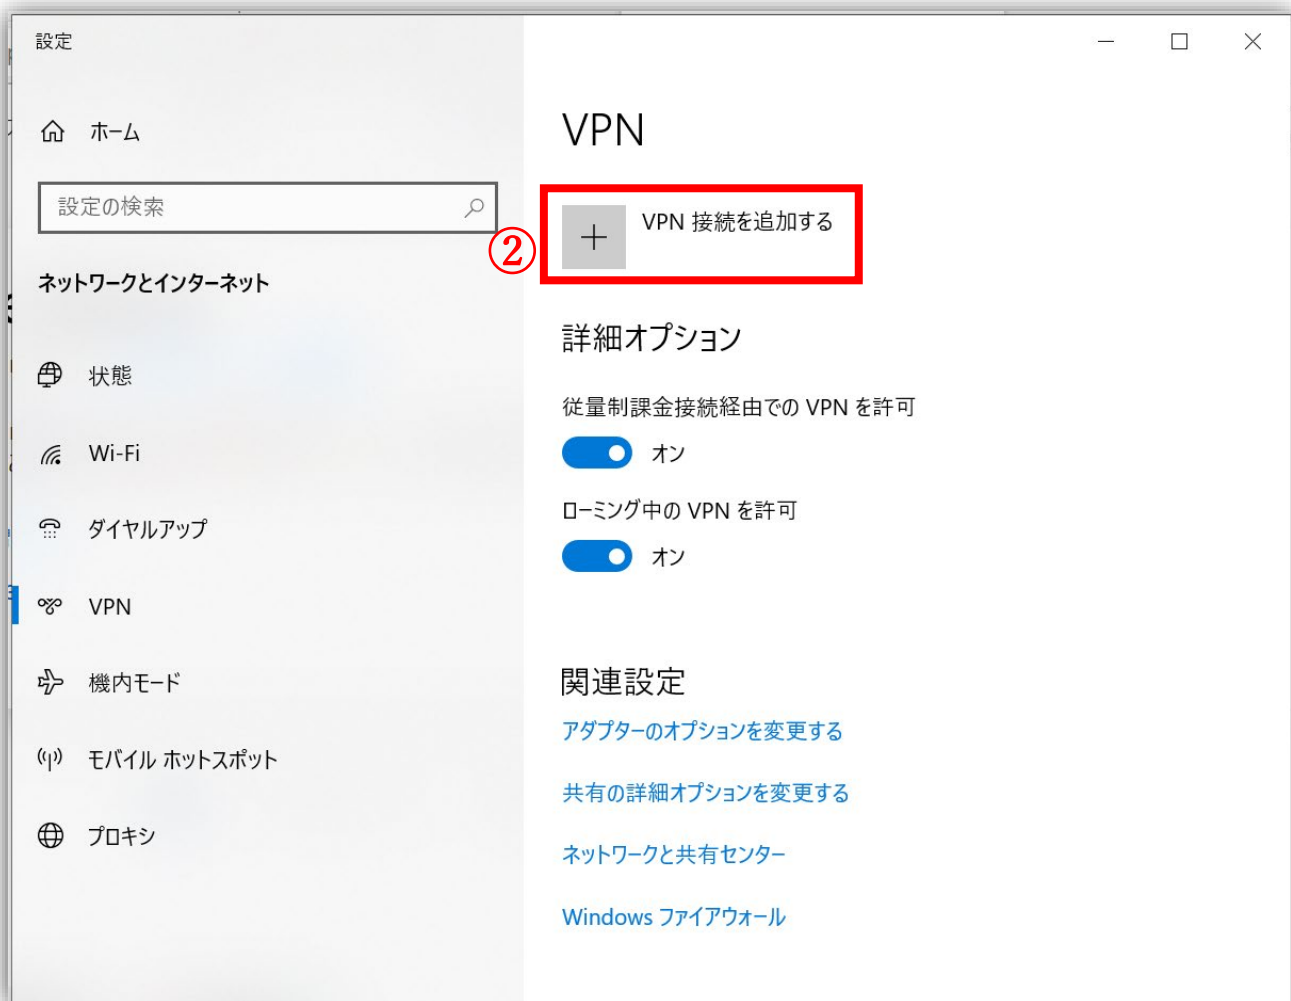 設定
ホーム
設定の検索
ネットワークとインターネット
状態
Wi-Fi
ダイヤルアップ
VPN
機内モード
モバイル ホットスポット
プロキシ
VPN
②
VPN 接続を追加する
詳細オプション
従量制課金接続経由での VPN を許可
オン
ローミング中の VPN を許可
オン
関連設定
アダプターのオプションを変更する
共有の詳細オプションを変更する
ネットワークと共有センター
Windows ファイアウォール